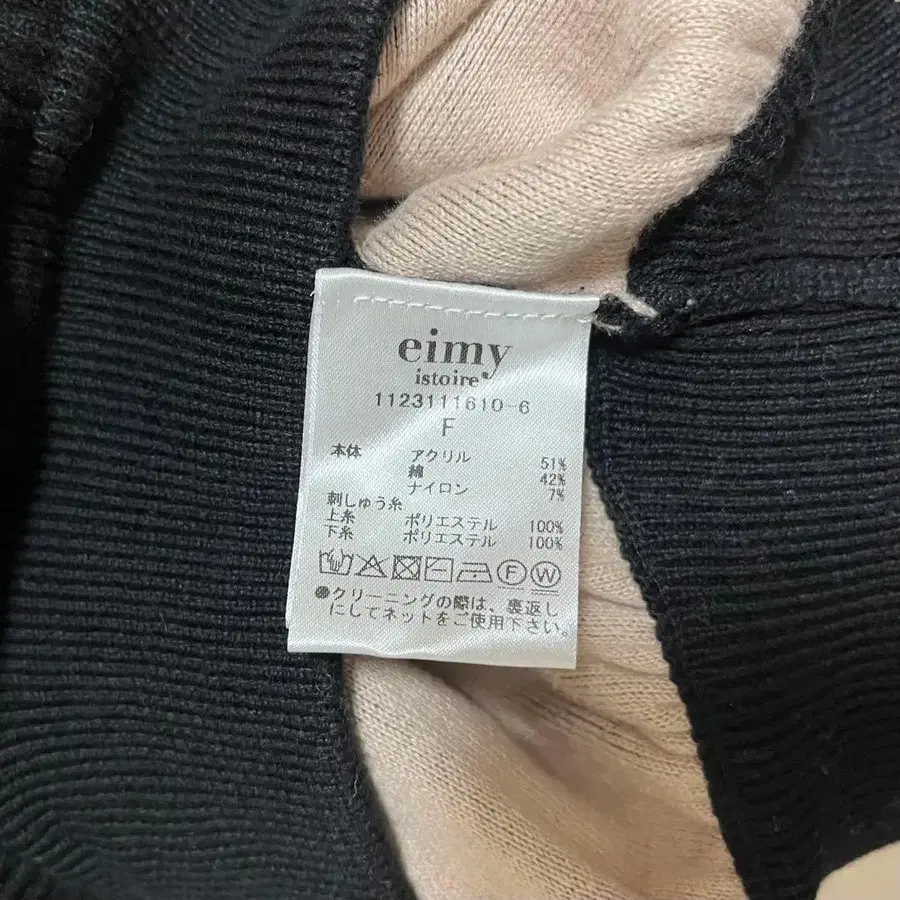 eimy
istoire
1123111610-6
F
本体 アクリル 51%
綿 42%
ナイロン 7%
刺しゅう糸
上糸 ポリエステル 100%
下糸 ポリエステル 100%
F W
●クリーニングの際は、裏返し
にしてネットをご使用下さい。